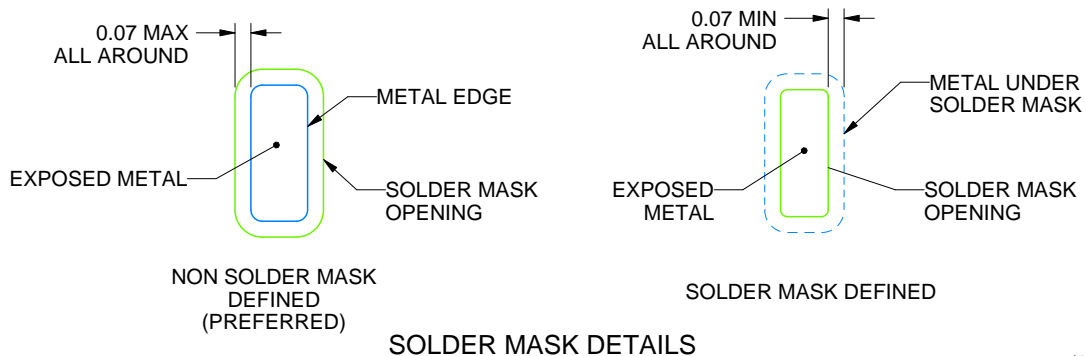 0.07 MAX
ALL AROUND
METAL EDGE
EXPOSED METAL
SOLDER MASK
OPENING
NON SOLDER MASK
DEFINED
(PREFERRED)
0.07 MIN
ALL AROUND
METAL UNDER
SOLDER MASK
EXPOSED
METAL
SOLDER MASK
OPENING
SOLDER MASK DEFINED
SOLDER MASK DETAILS